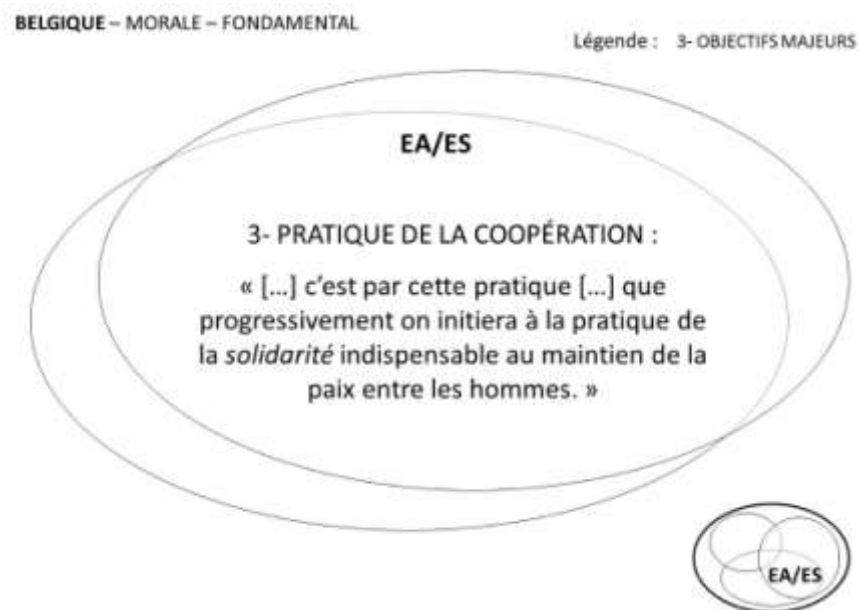 BELGIQUE – MORALE – FONDAMENTAL
Légende : 3- OBJECTIFS MAJEURS
EA/ES
3- PRATIQUE DE LA COOPÉRATION :
« […] c’est par cette pratique […] que
progressivement on initiera à la pratique de
la solidarité indispensable au maintien de la
paix entre les hommes. »
EA/ES